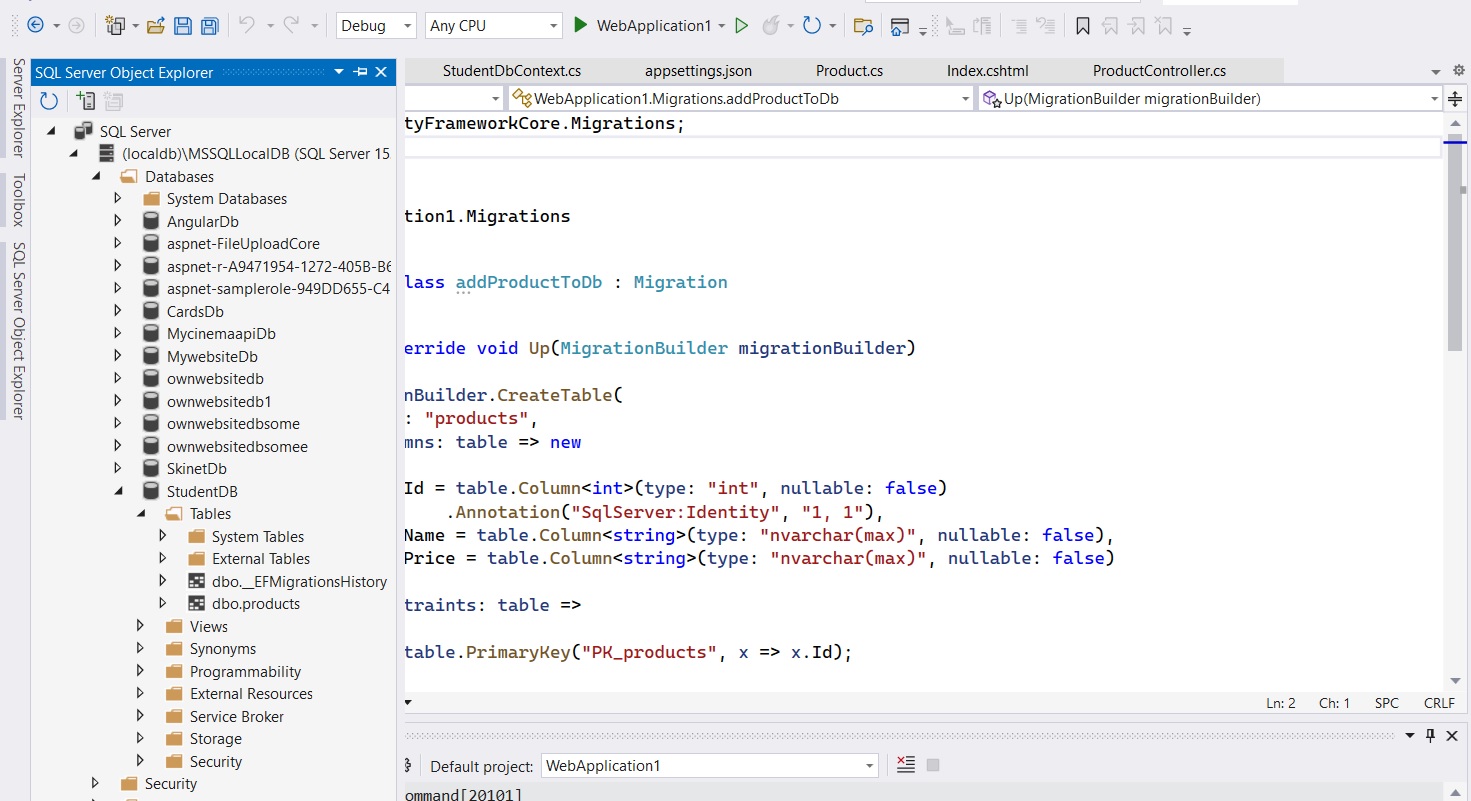 Debug
Any CPU
WebApplication1
Server Explorer
Toolbox
SQL Server Object Explorer
SQL Server Object Explorer
SQL Server
(localdb)\MSSQLLocalDB (SQL Server 15
Databases
System Databases
AngularDb
aspnet-FileUploadCore
aspnet-r-A9471954-1272-405B-B6
aspnet-samplerole-949DD655-C4
CardsDb
MycinemaapiDb
MywebsiteDb
ownwebsitedb
ownwebsitedb1
ownwebsitedbsome
ownwebsitedbsomee
SkinetDb
StudentDB
Tables
System Tables
External Tables
dbo.__EFMigrationsHistory
dbo.products
Views
Synonyms
Programmability
External Resources
Service Broker
Storage
Security
Security
StudentDbContext.cs appsettings.json Product.cs Index.cshtml ProductController.cs
WebApplication1.Migrations.addProductToDb Up(MigrationBuilder migrationBuilder)
tyFrameworkCore.Migrations;
tion1.Migrations
lass addProductToDb : Migration
erride void Up(MigrationBuilder migrationBuilder)
nBuilder.CreateTable(
: "products",
mns: table => new
Id = table.Column<int>(type: "int", nullable: false)
.Annotation("SqlServer:Identity", "1, 1"),
Name = table.Column<string>(type: "nvarchar(max)", nullable: false),
Price = table.Column<string>(type: "nvarchar(max)", nullable: false)
traints: table =>
table.PrimaryKey("PK_products", x => x.Id);
Ln: 2 Ch: 1 SPC CRLF
Default project: WebApplication1
ommand[20101]